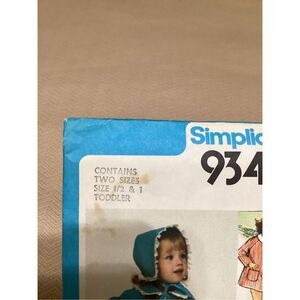 Simplic
934
CONTAINS
TWO SIZES
SIZE 1/2 & 1
TODDLER